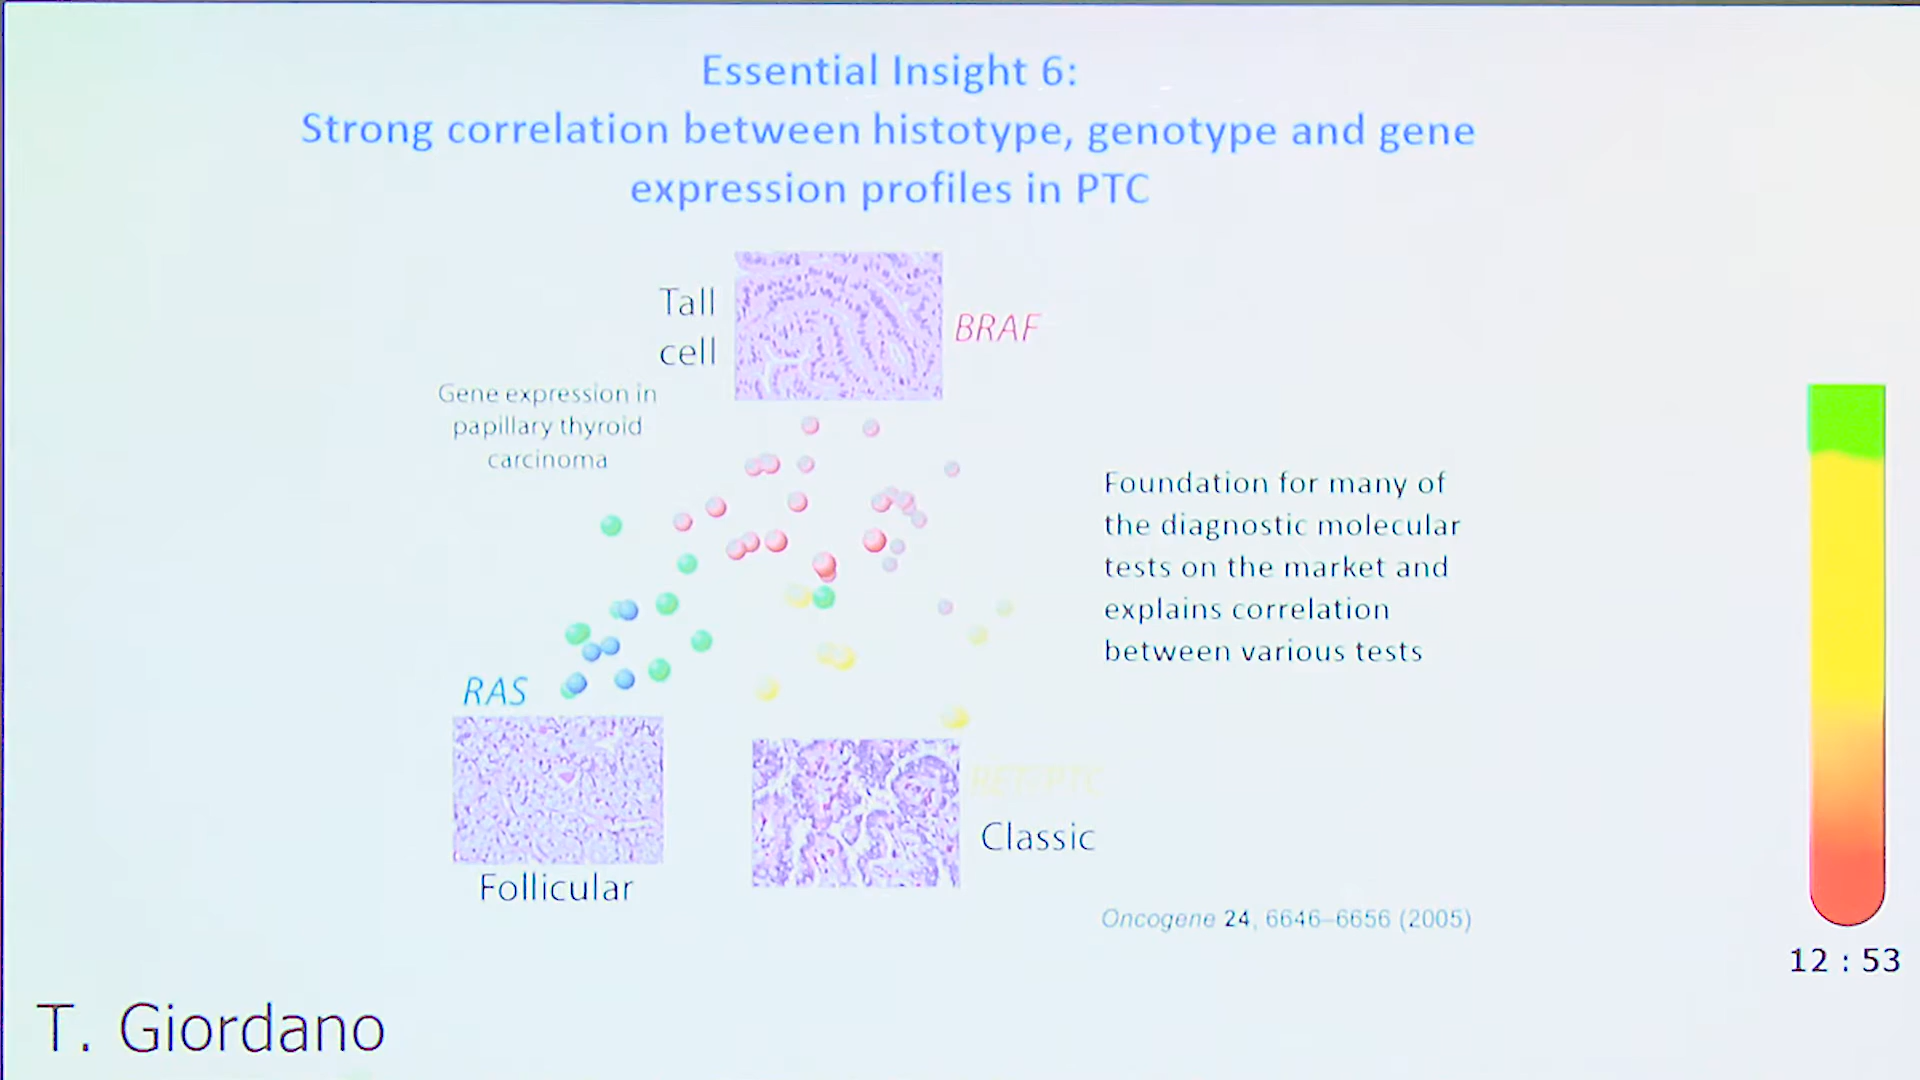 Essential Insight 6:
Strong correlation between histotype, genotype and gene
expression profiles in PTC
Tall
cell
BRAF
Gene expression in
papillary thyroid
carcinoma
Foundation for many of
the diagnostic molecular
tests on the market and
explains correlation
between various tests
RAS
RET/PTC
Classic
Follicular
Oncogene 24, 6646–6656 (2005)
12 : 53
T. Giordano